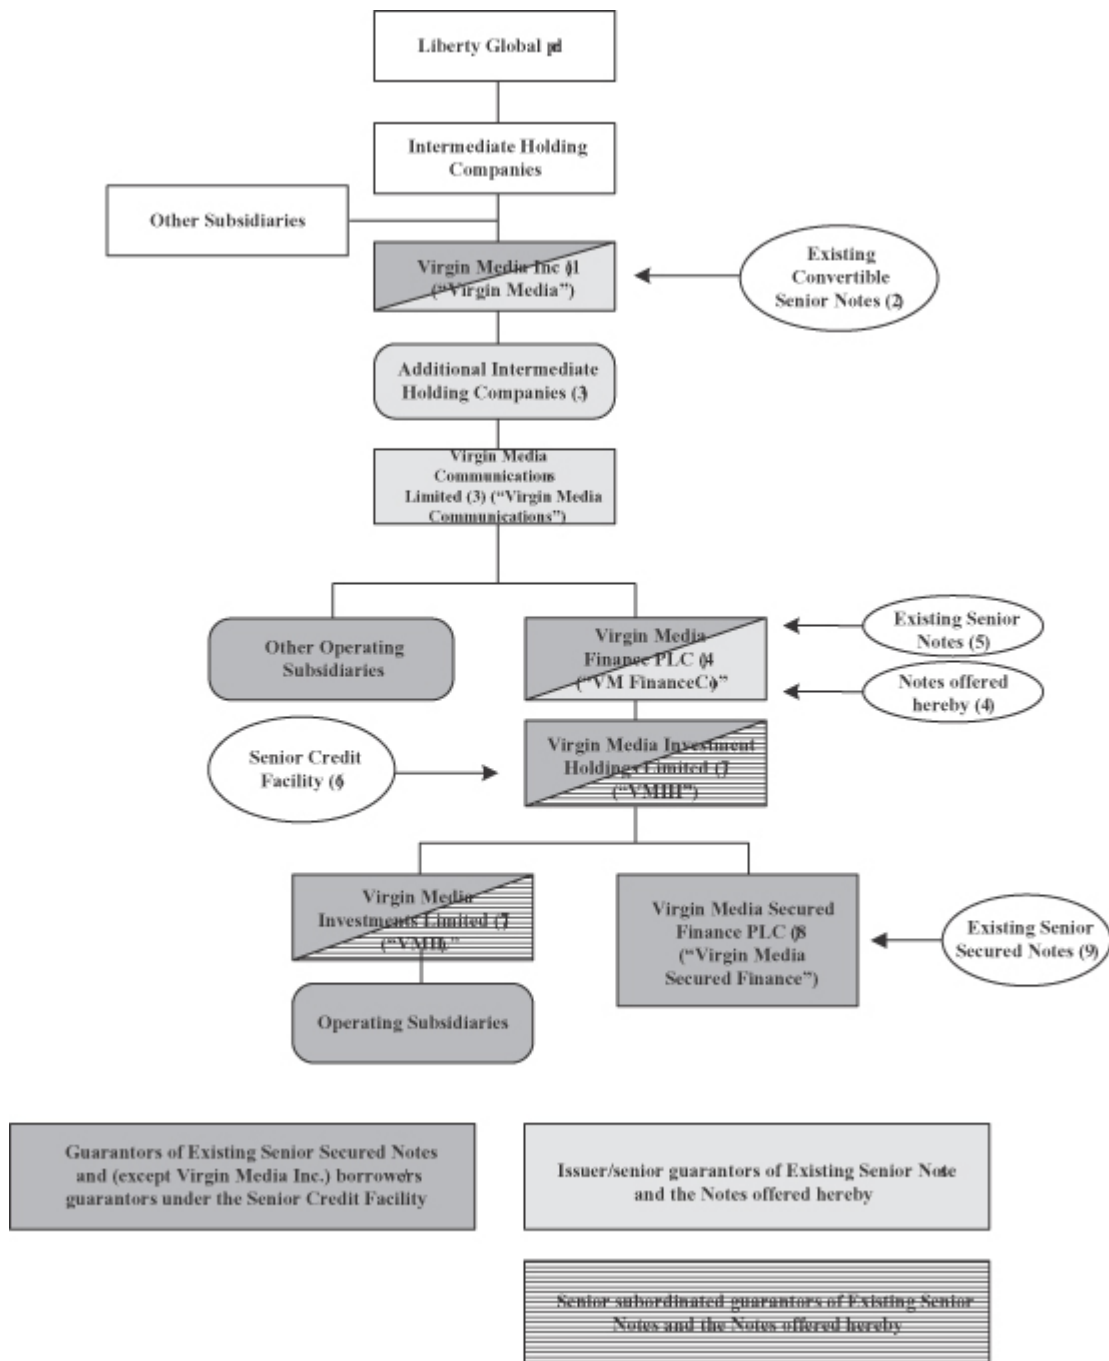 Liberty Global plc
Intermediate Holding
Companies
Other Subsidiaries
Virgin Media Inc (1)
(“Virgin Media”)
Existing
Convertible
Senior Notes (2)
Additional Intermediate
Holding Companies (3)
Virgin Media
Communications
Limited (3) (“Virgin Media
Communications”)
Other Operating
Subsidiaries
Virgin Media
Finance PLC (4)
(“VM FinanceCo”)
Existing Senior
Notes (5)
Notes offered
hereby (4)
Senior Credit
Facility (6)
Virgin Media Investment
Holdings Limited (7)
(“VMIH”)
Virgin Media
Investments Limited (7)
(“VMIL”)
Virgin Media Secured
Finance PLC (8)
(“Virgin Media
Secured Finance”)
Existing Senior
Secured Notes (9)
Operating Subsidiaries
Guarantors of Existing Senior Secured Notes
and (except Virgin Media Inc.) borrowers/
guarantors under the Senior Credit Facility
Issuer/senior guarantors of Existing Senior Notes
and the Notes offered hereby
Senior subordinated guarantors of Existing Senior
Notes and the Notes offered hereby